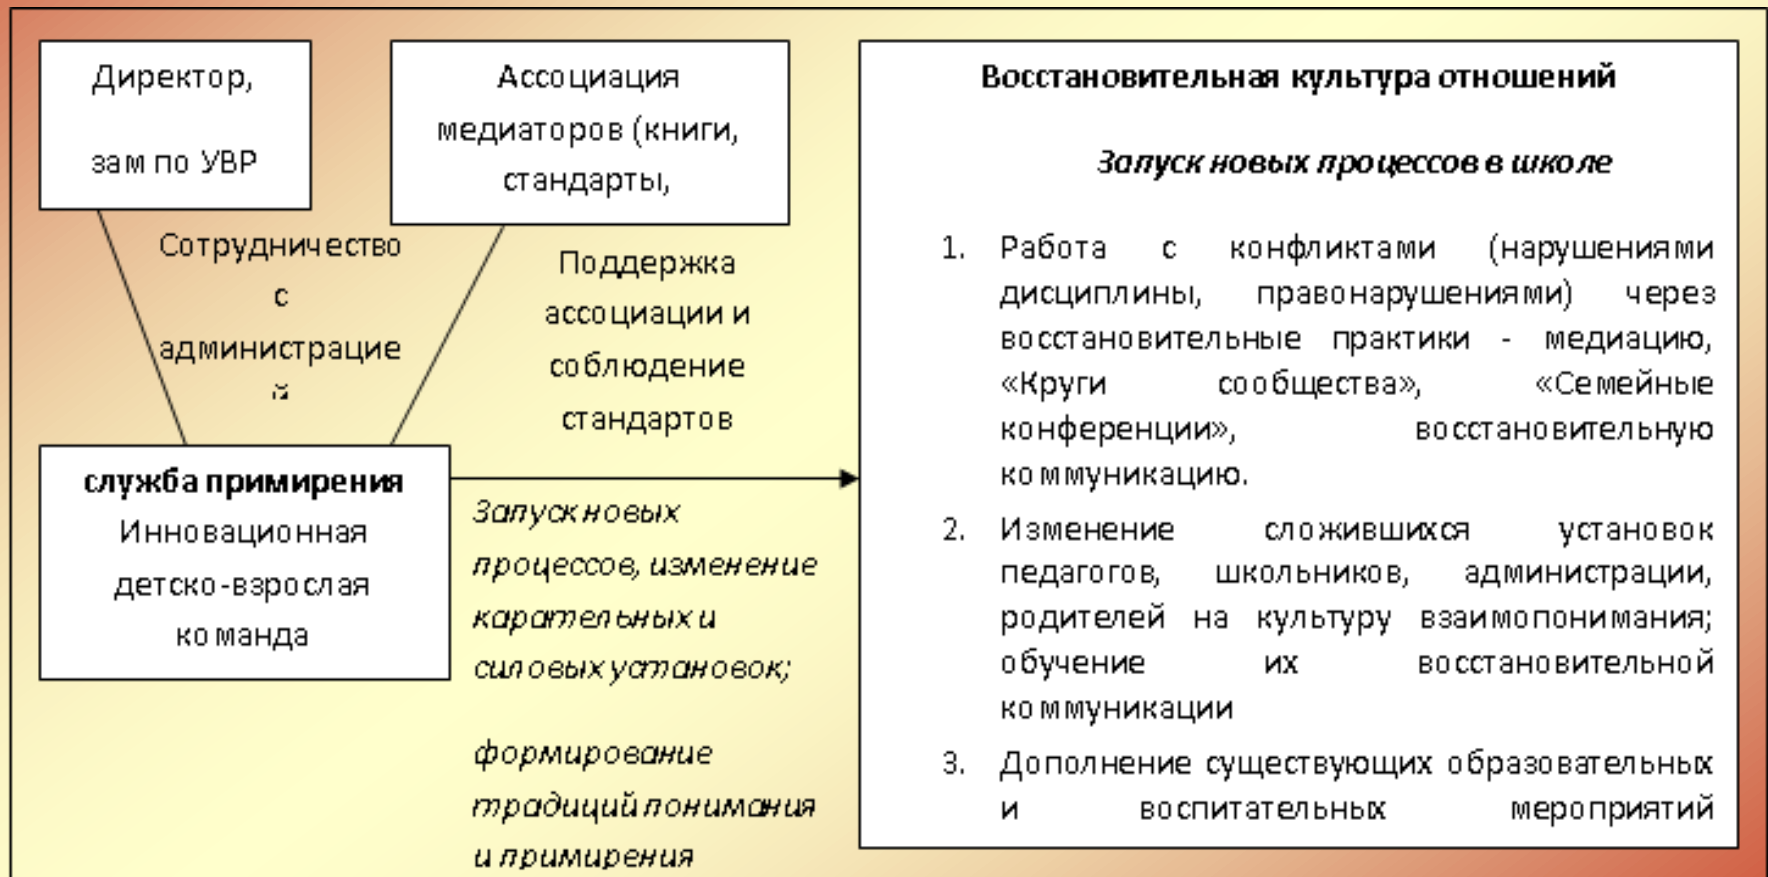 Директор,
зам по УВР
Ассоциация
медиаторов (книги,
стандарты,
Сотрудничество
с
администрацие
й
Поддержка
ассоциации и
соблюдение
стандартов
служба примирения
Инновационная
детско-взрослая
команда
Запуск новых
процессов, изменение
карательных и
силовых установок;
формирование
традиций понимания
и примирения
Восстановительная культура отношений
Запуск новых процессов в школе
1. Работа с конфликтами (нарушениями
дисциплины, правонарушениями) через
восстановительные практики - медиацию,
«Круги сообщества», «Семейные
конференции», восстановительную
коммуникацию.
2. Изменение сложившихся установок
педагогов, школьников, администрации,
родителей на культуру взаимопонимания;
обучение их восстановительной
коммуникации
3. Дополнение существующих образовательных
и воспитательных мероприятий